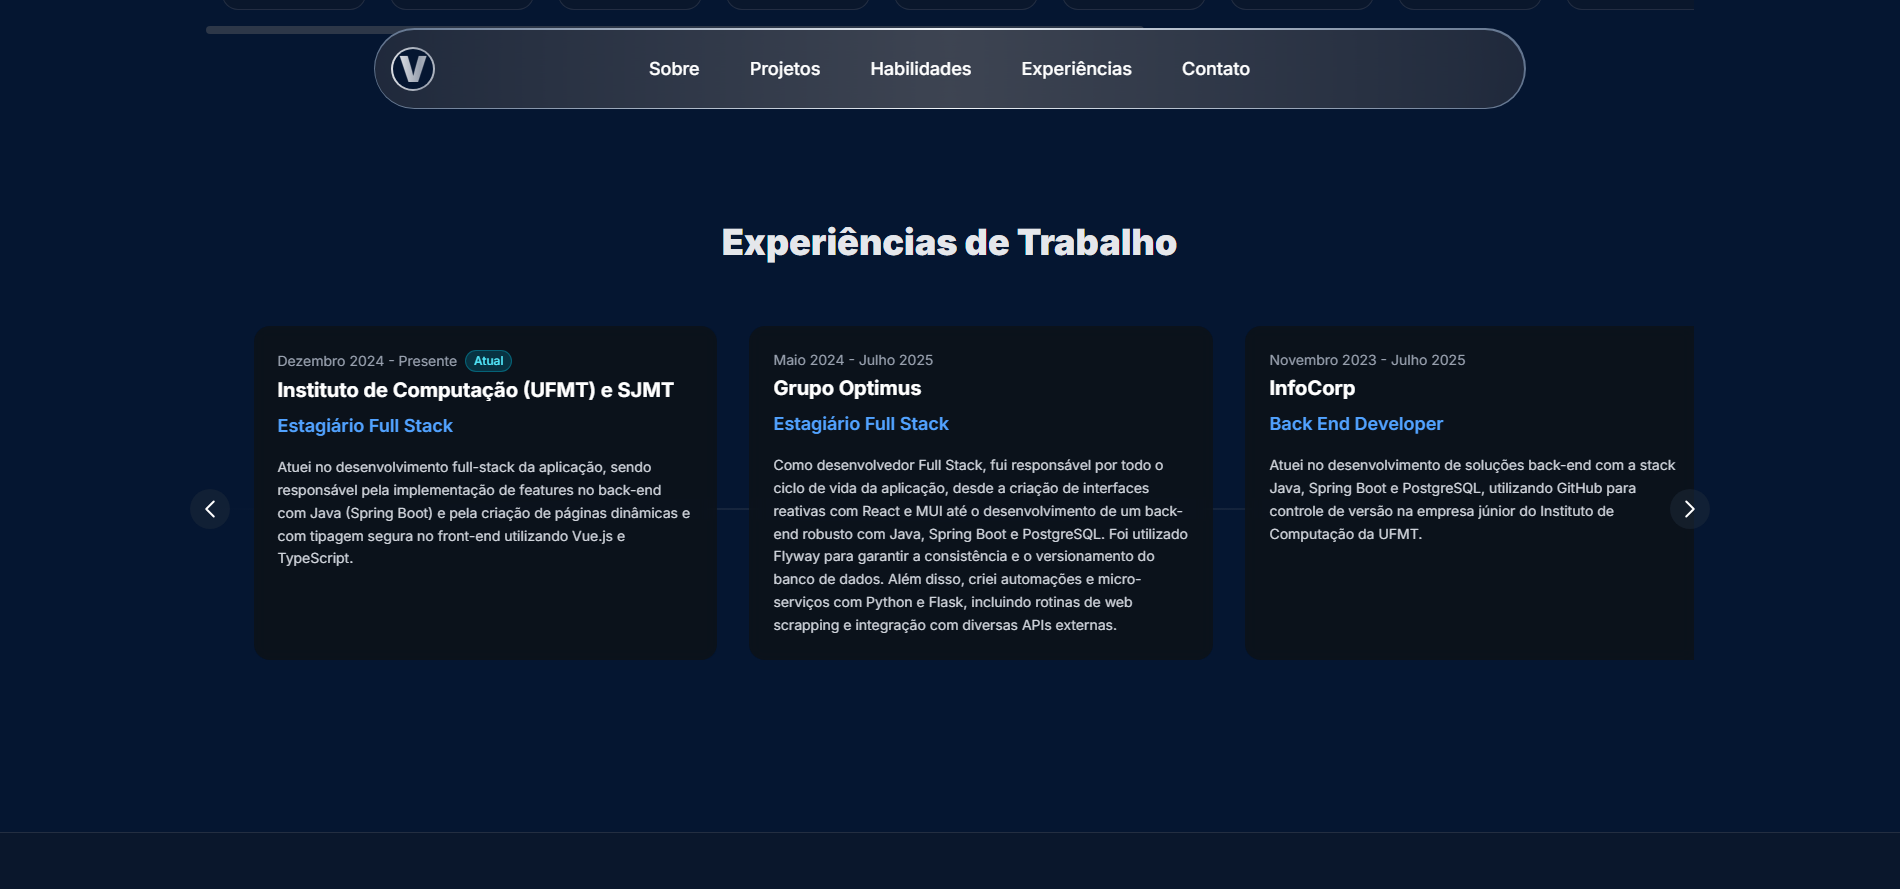 V
Sobre
Projetos
Habilidades
Experiências
Contato
Experiências de Trabalho
Dezembro 2024 - Presente
Atual
Instituto de Computação (UFMT) e SJMT
Estagiário Full Stack
Atuei no desenvolvimento full-stack da aplicação, sendo
responsável pela implementação de features no back-end
com Java (Spring Boot) e pela criação de páginas dinâmicas e
com tipagem segura no front-end utilizando Vue.js e
TypeScript.
Maio 2024 - Julho 2025
Grupo Optimus
Estagiário Full Stack
Como desenvolvedor Full Stack, fui responsável por todo o
ciclo de vida da aplicação, desde a criação de interfaces
reativas com React e MUI até o desenvolvimento de um back-
end robusto com Java, Spring Boot e PostgreSQL. Foi utilizado
Flyway para garantir a consistência e o versionamento do
banco de dados. Além disso, criei automações e micro-
serviços com Python e Flask, incluindo rotinas de web
scrapping e integração com diversas APIs externas.
Novembro 2023 - Julho 2025
InfoCorp
Back End Developer
Atuei no desenvolvimento de soluções back-end com a stack
Java, Spring Boot e PostgreSQL, utilizando GitHub para
controle de versão na empresa júnior do Instituto de
Computação da UFMT.